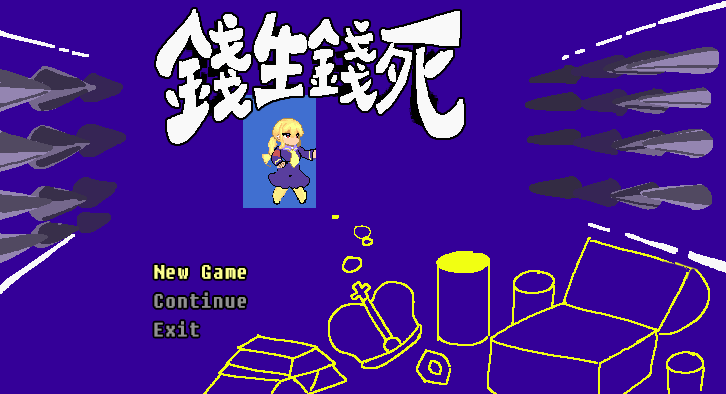 錢生錢死
New Game
Continue
Exit